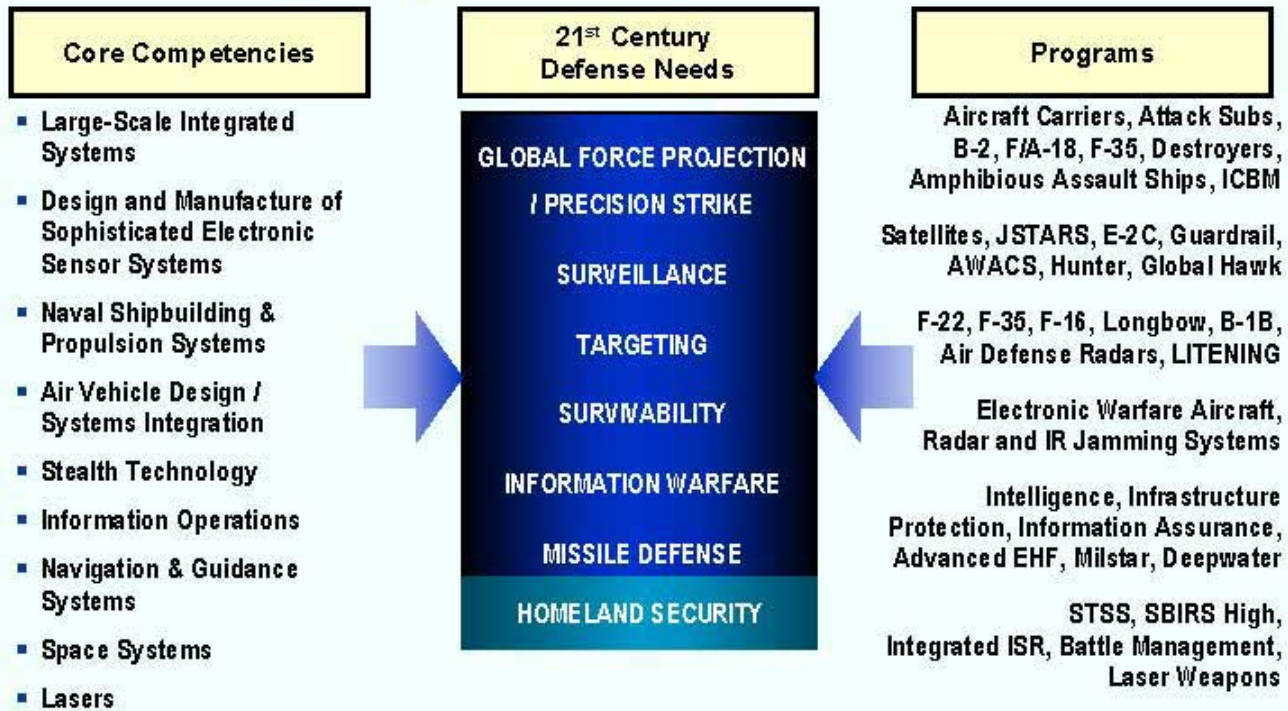 Core Competencies
▪ Large-Scale Integrated
Systems
▪ Design and Manufacture of
Sophisticated Electronic
Sensor Systems
▪ Naval Shipbuilding &
Propulsion Systems
▪ Air Vehicle Design /
Systems Integration
▪ Stealth Technology
▪ Information Operations
▪ Navigation & Guidance
Systems
▪ Space Systems
▪ Lasers
21st Century
Defense Needs
GLOBAL FORCE PROJECTION
/ PRECISION STRIKE
SURVEILLANCE
TARGETING
SURVIVABILITY
INFORMATION WARFARE
MISSILE DEFENSE
HOMELAND SECURITY
Programs
Aircraft Carriers, Attack Subs,
B-2, F/A-18, F-35, Destroyers,
Amphibious Assault Ships, ICBM
Satellites, JSTARS, E-2C, Guardrail,
AWACS, Hunter, Global Hawk
F-22, F-35, F-16, Longbow, B-1B,
Air Defense Radars, LITENING
Electronic Warfare Aircraft,
Radar and IR Jamming Systems
Intelligence, Infrastructure
Protection, Information Assurance,
Advanced EHF, Milstar, Deepwater
STSS, SBIRS High,
Integrated ISR, Battle Management,
Laser Weapons